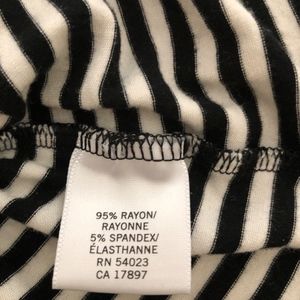 95% RAYON/
RAYONNE
5% SPANDEX/
ÉLASTHANNE
RN 54023
CA 17897